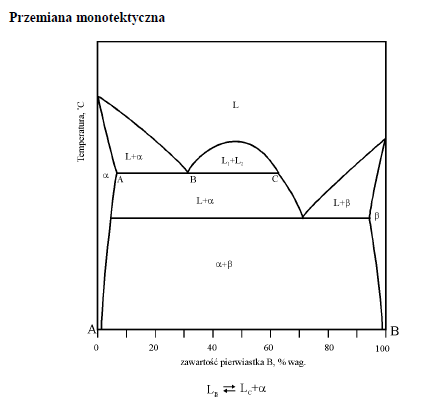 Przemiana monotektyczna
Temperatura, °C
L
L+α
L₁+L₂
α
A
B
C
L+α
L+β
β
α+β
A
B
0
20
40
60
80
100
zawartość pierwiastka B, % wag.
L_B ⇄ L_C+α